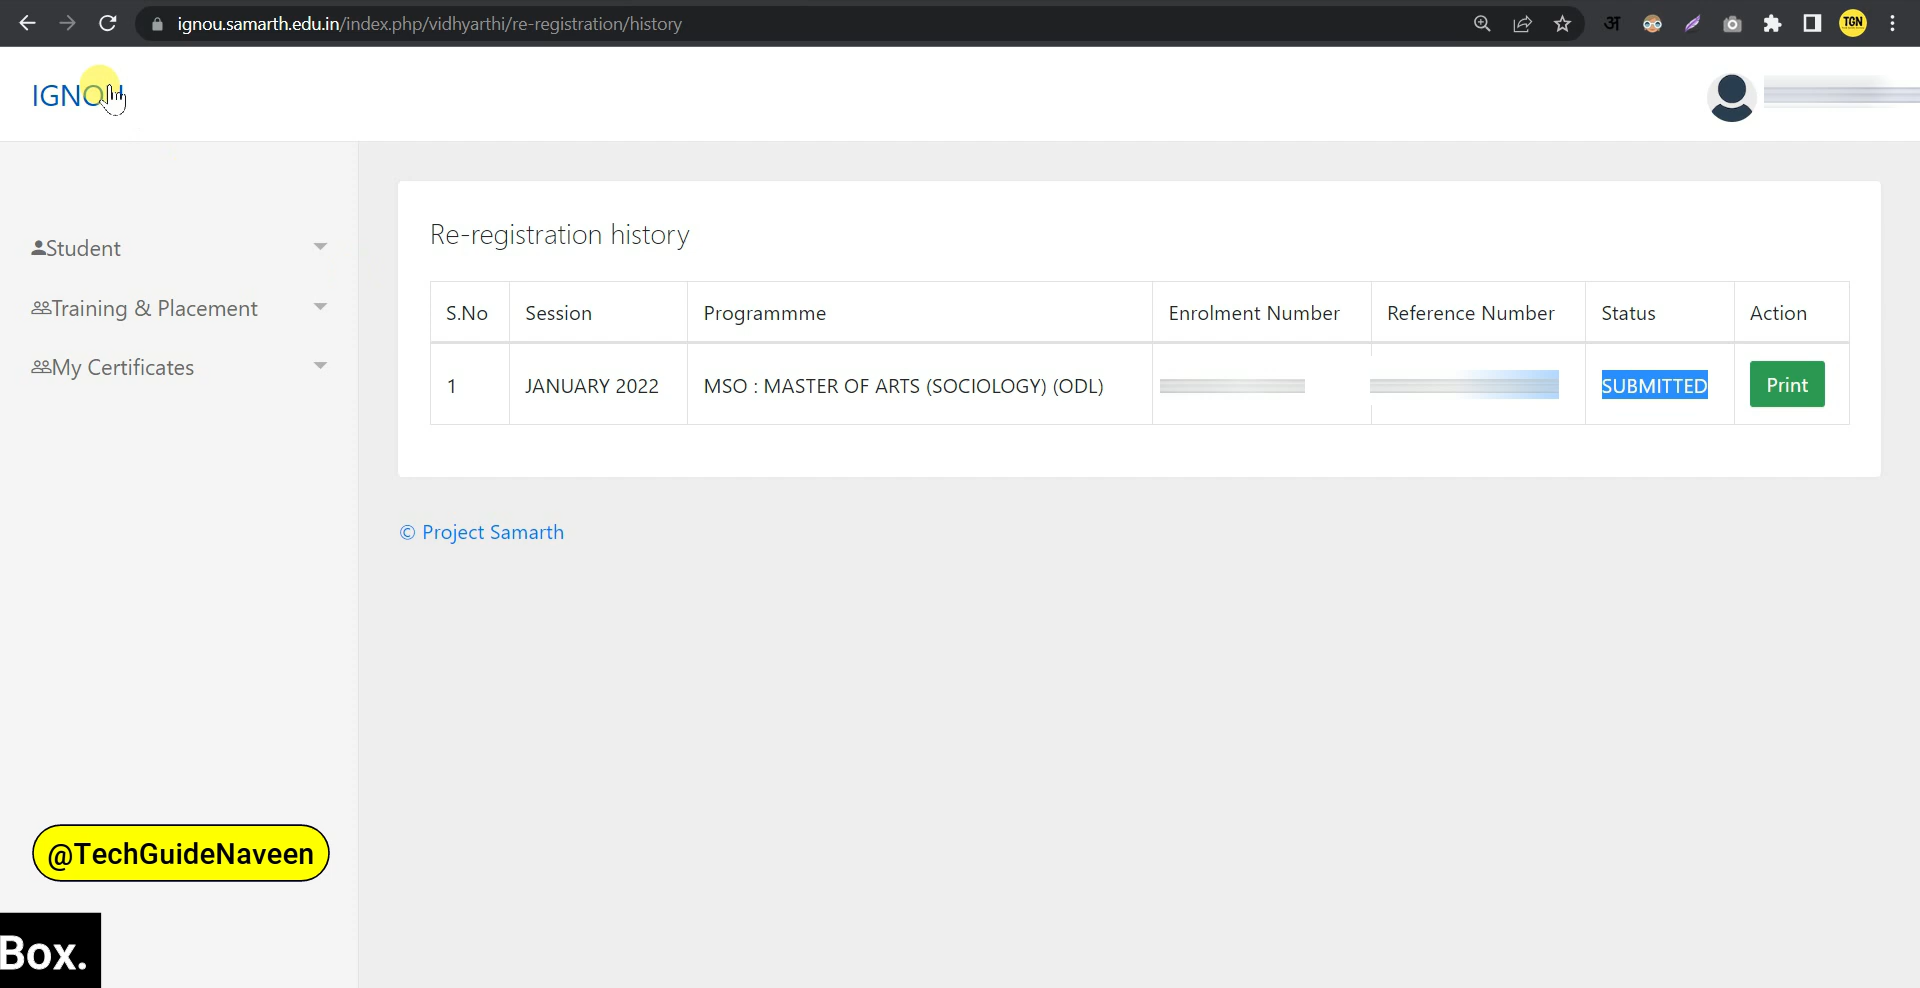 ignou.samarth.edu.in/index.php/vidhyarthi/re-registration/history
अ
TGN
IGNOU
Student
Training & Placement
My Certificates
Re-registration history
S.No Session Programmme Enrolment Number Reference Number Status Action
1 JANUARY 2022 MSO : MASTER OF ARTS (SOCIOLOGY) (ODL) SUBMITTED Print
© Project Samarth
@TechGuideNaveen
Box.